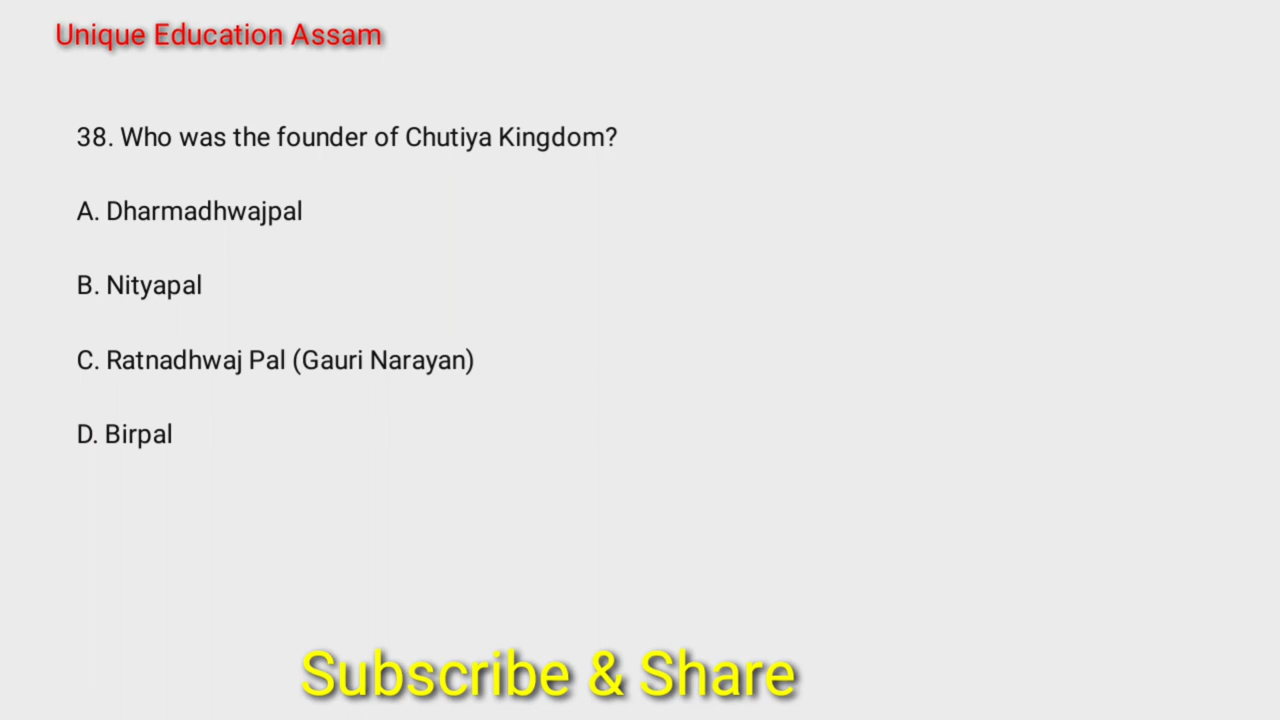 Unique Education Assam
38. Who was the founder of Chutiya Kingdom?
A. Dharmadhwajpal
B. Nityapal
C. Ratnadhwaj Pal (Gauri Narayan)
D. Birpal
Subscribe & Share